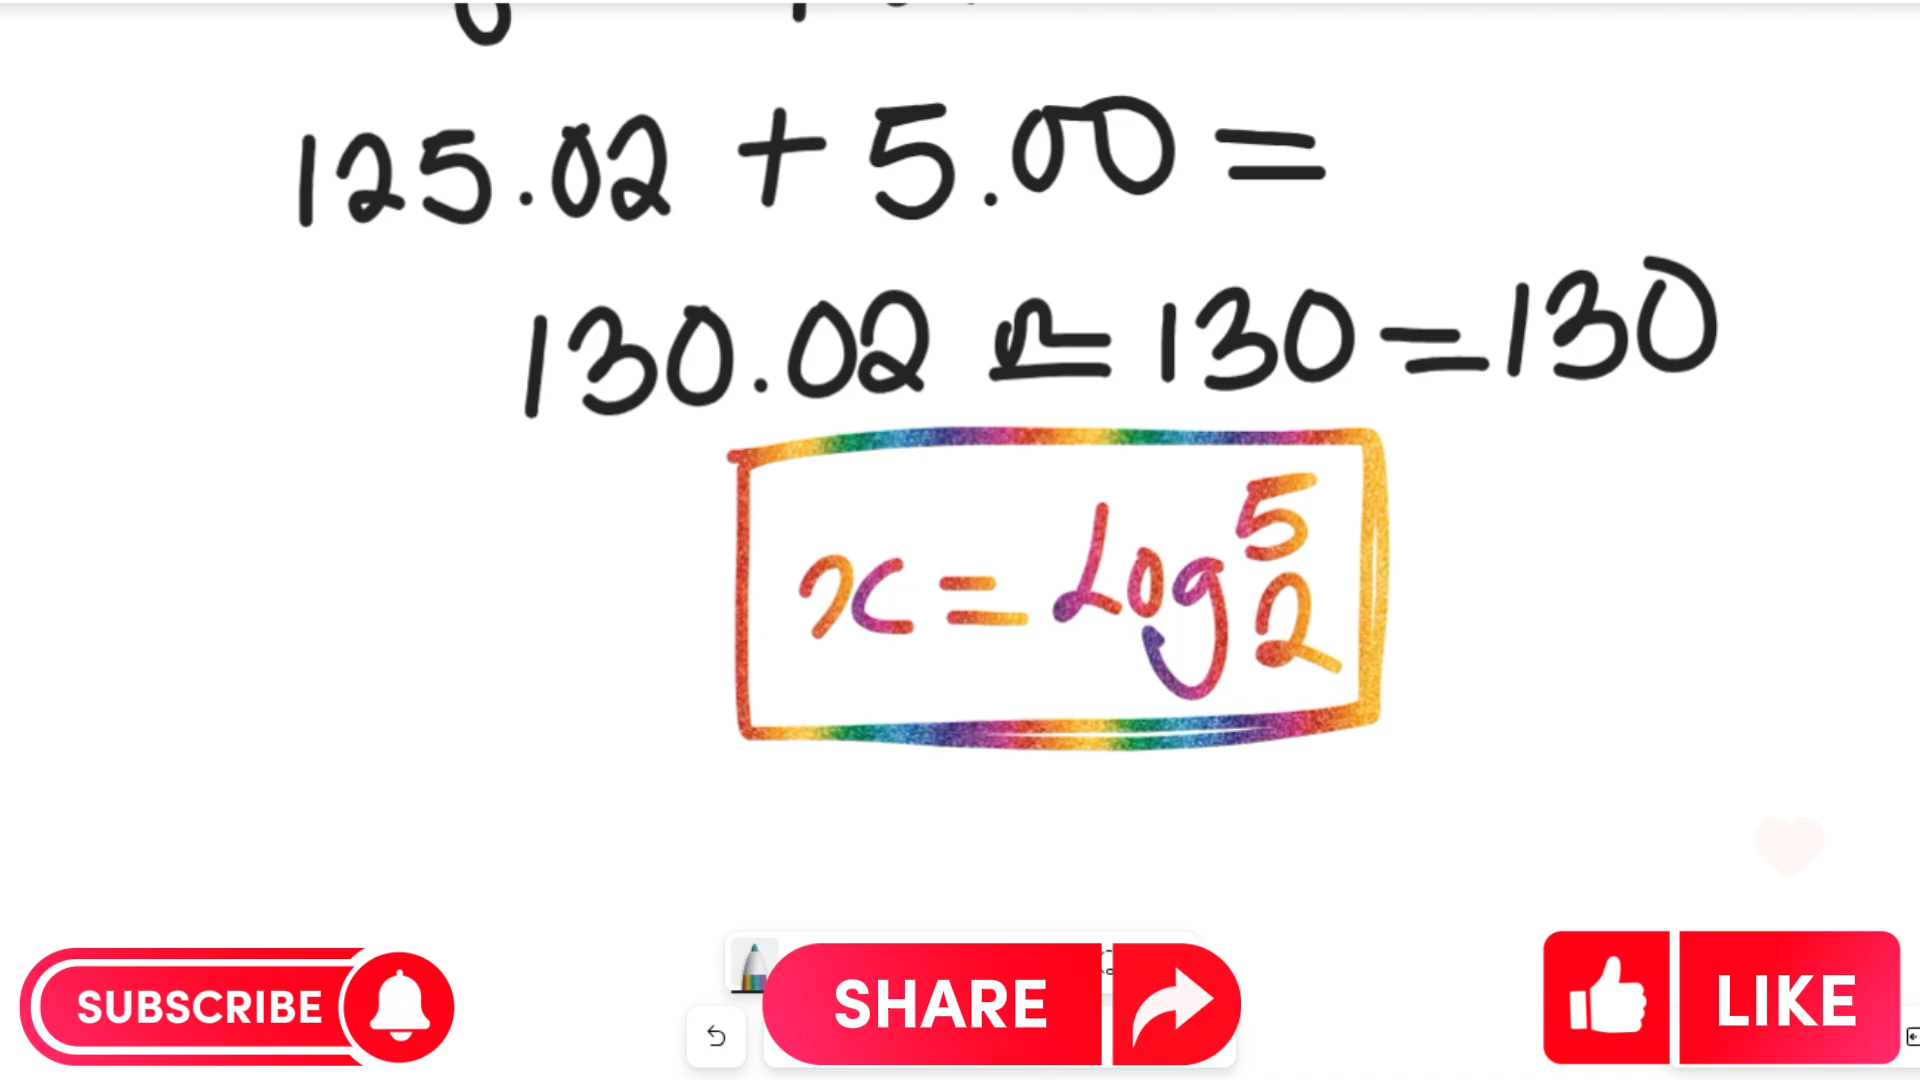 125.02 + 5.00 =
130.02 ≅ 130 = 130
x = Log 5 2
SUBSCRIBE
SHARE
LIKE